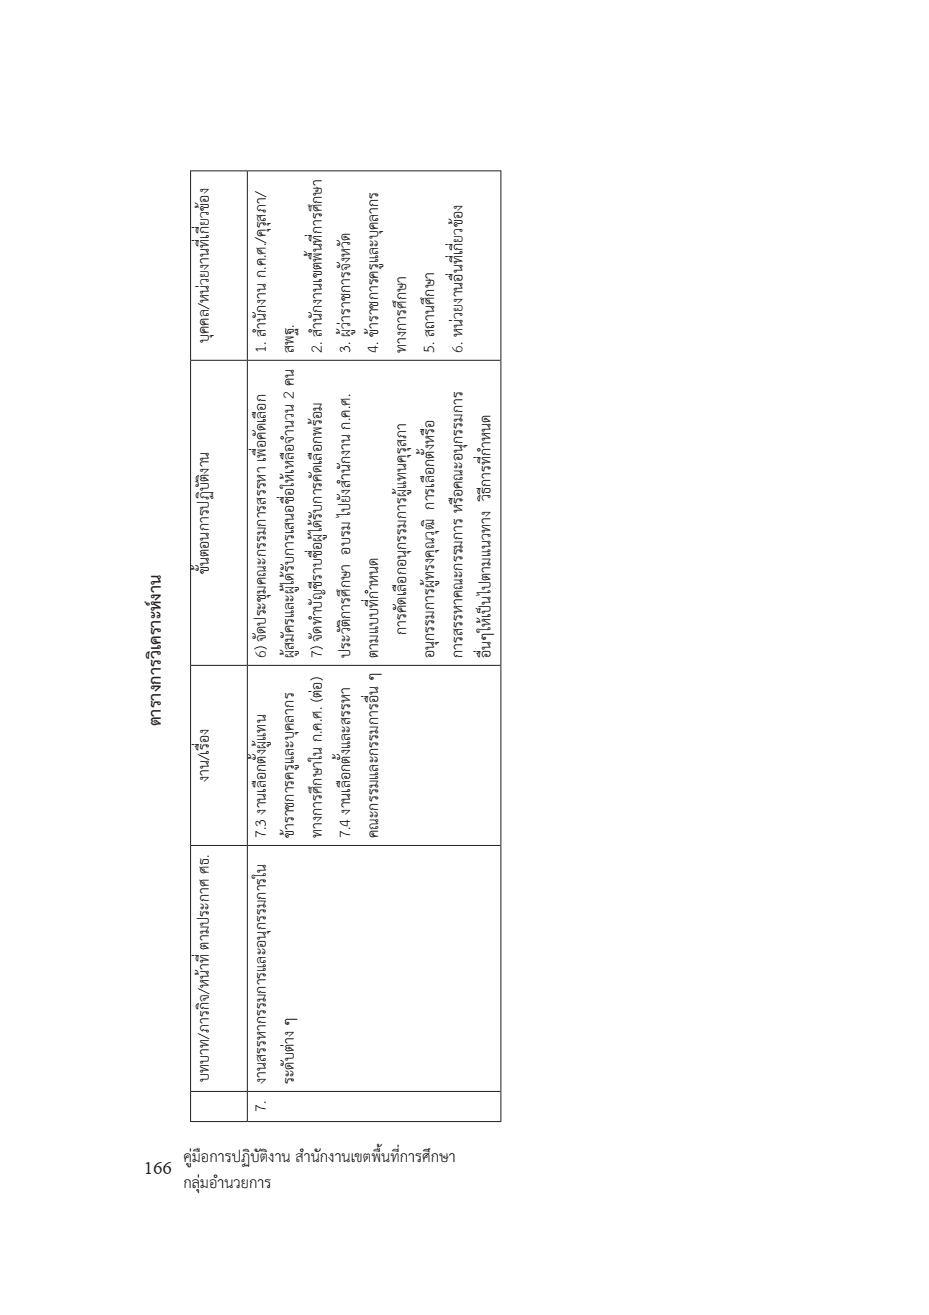 ตารางการวิเคราะห์งาน
บทบาท/ภารกิจ/หน้าที่ ตามประกาศ ศธ.
งาน/เรื่อง
ขั้นตอนการปฏิบัติงาน
บุคคล/หน่วยงานที่เกี่ยวข้อง
7.
งานสรรหากรรมการและอนุกรรมการใน
ระดับต่าง ๆ
7.3 งานเลือกตั้งผู้แทน
ข้าราชการครูและบุคลากร
ทางการศึกษาใน ก.ค.ศ. (ต่อ)
7.4 งานเลือกตั้งและสรรหา
คณะกรรมและกรรมการอื่น ๆ
6) จัดประชุมคณะกรรมการสรรหา เพื่อคัดเลือก
ผู้สมัครและผู้ได้รับการเสนอชื่อให้เหลือจำนวน 2 คน
7) จัดทำบัญชีรายชื่อผู้ได้รับการคัดเลือกพร้อม
ประวัติการศึกษา อบรม ไปยังสำนักงาน ก.ค.ศ.
ตามแบบที่กำหนด
การคัดเลือกอนุกรรมการผู้แทนคุรุสภา
อนุกรรมการผู้ทรงคุณวุฒิ การเลือกตั้งหรือ
การสรรหาคณะกรรมการ หรือคณะอนุกรรมการ
อื่นๆให้เป็นไปตามแนวทาง วิธีการที่กำหนด
1. สำนักงาน ก.ค.ศ./คุรุสภา/
สพฐ.
2. สำนักงานเขตพื้นที่การศึกษา
3. ผู้ว่าราชการจังหวัด
4. ข้าราชการครูและบุคลากร
ทางการศึกษา
5. สถานศึกษา
6. หน่วยงานอื่นที่เกี่ยวข้อง
166
คู่มือการปฏิบัติงาน สำนักงานเขตพื้นที่การศึกษา
กลุ่มอำนวยการ